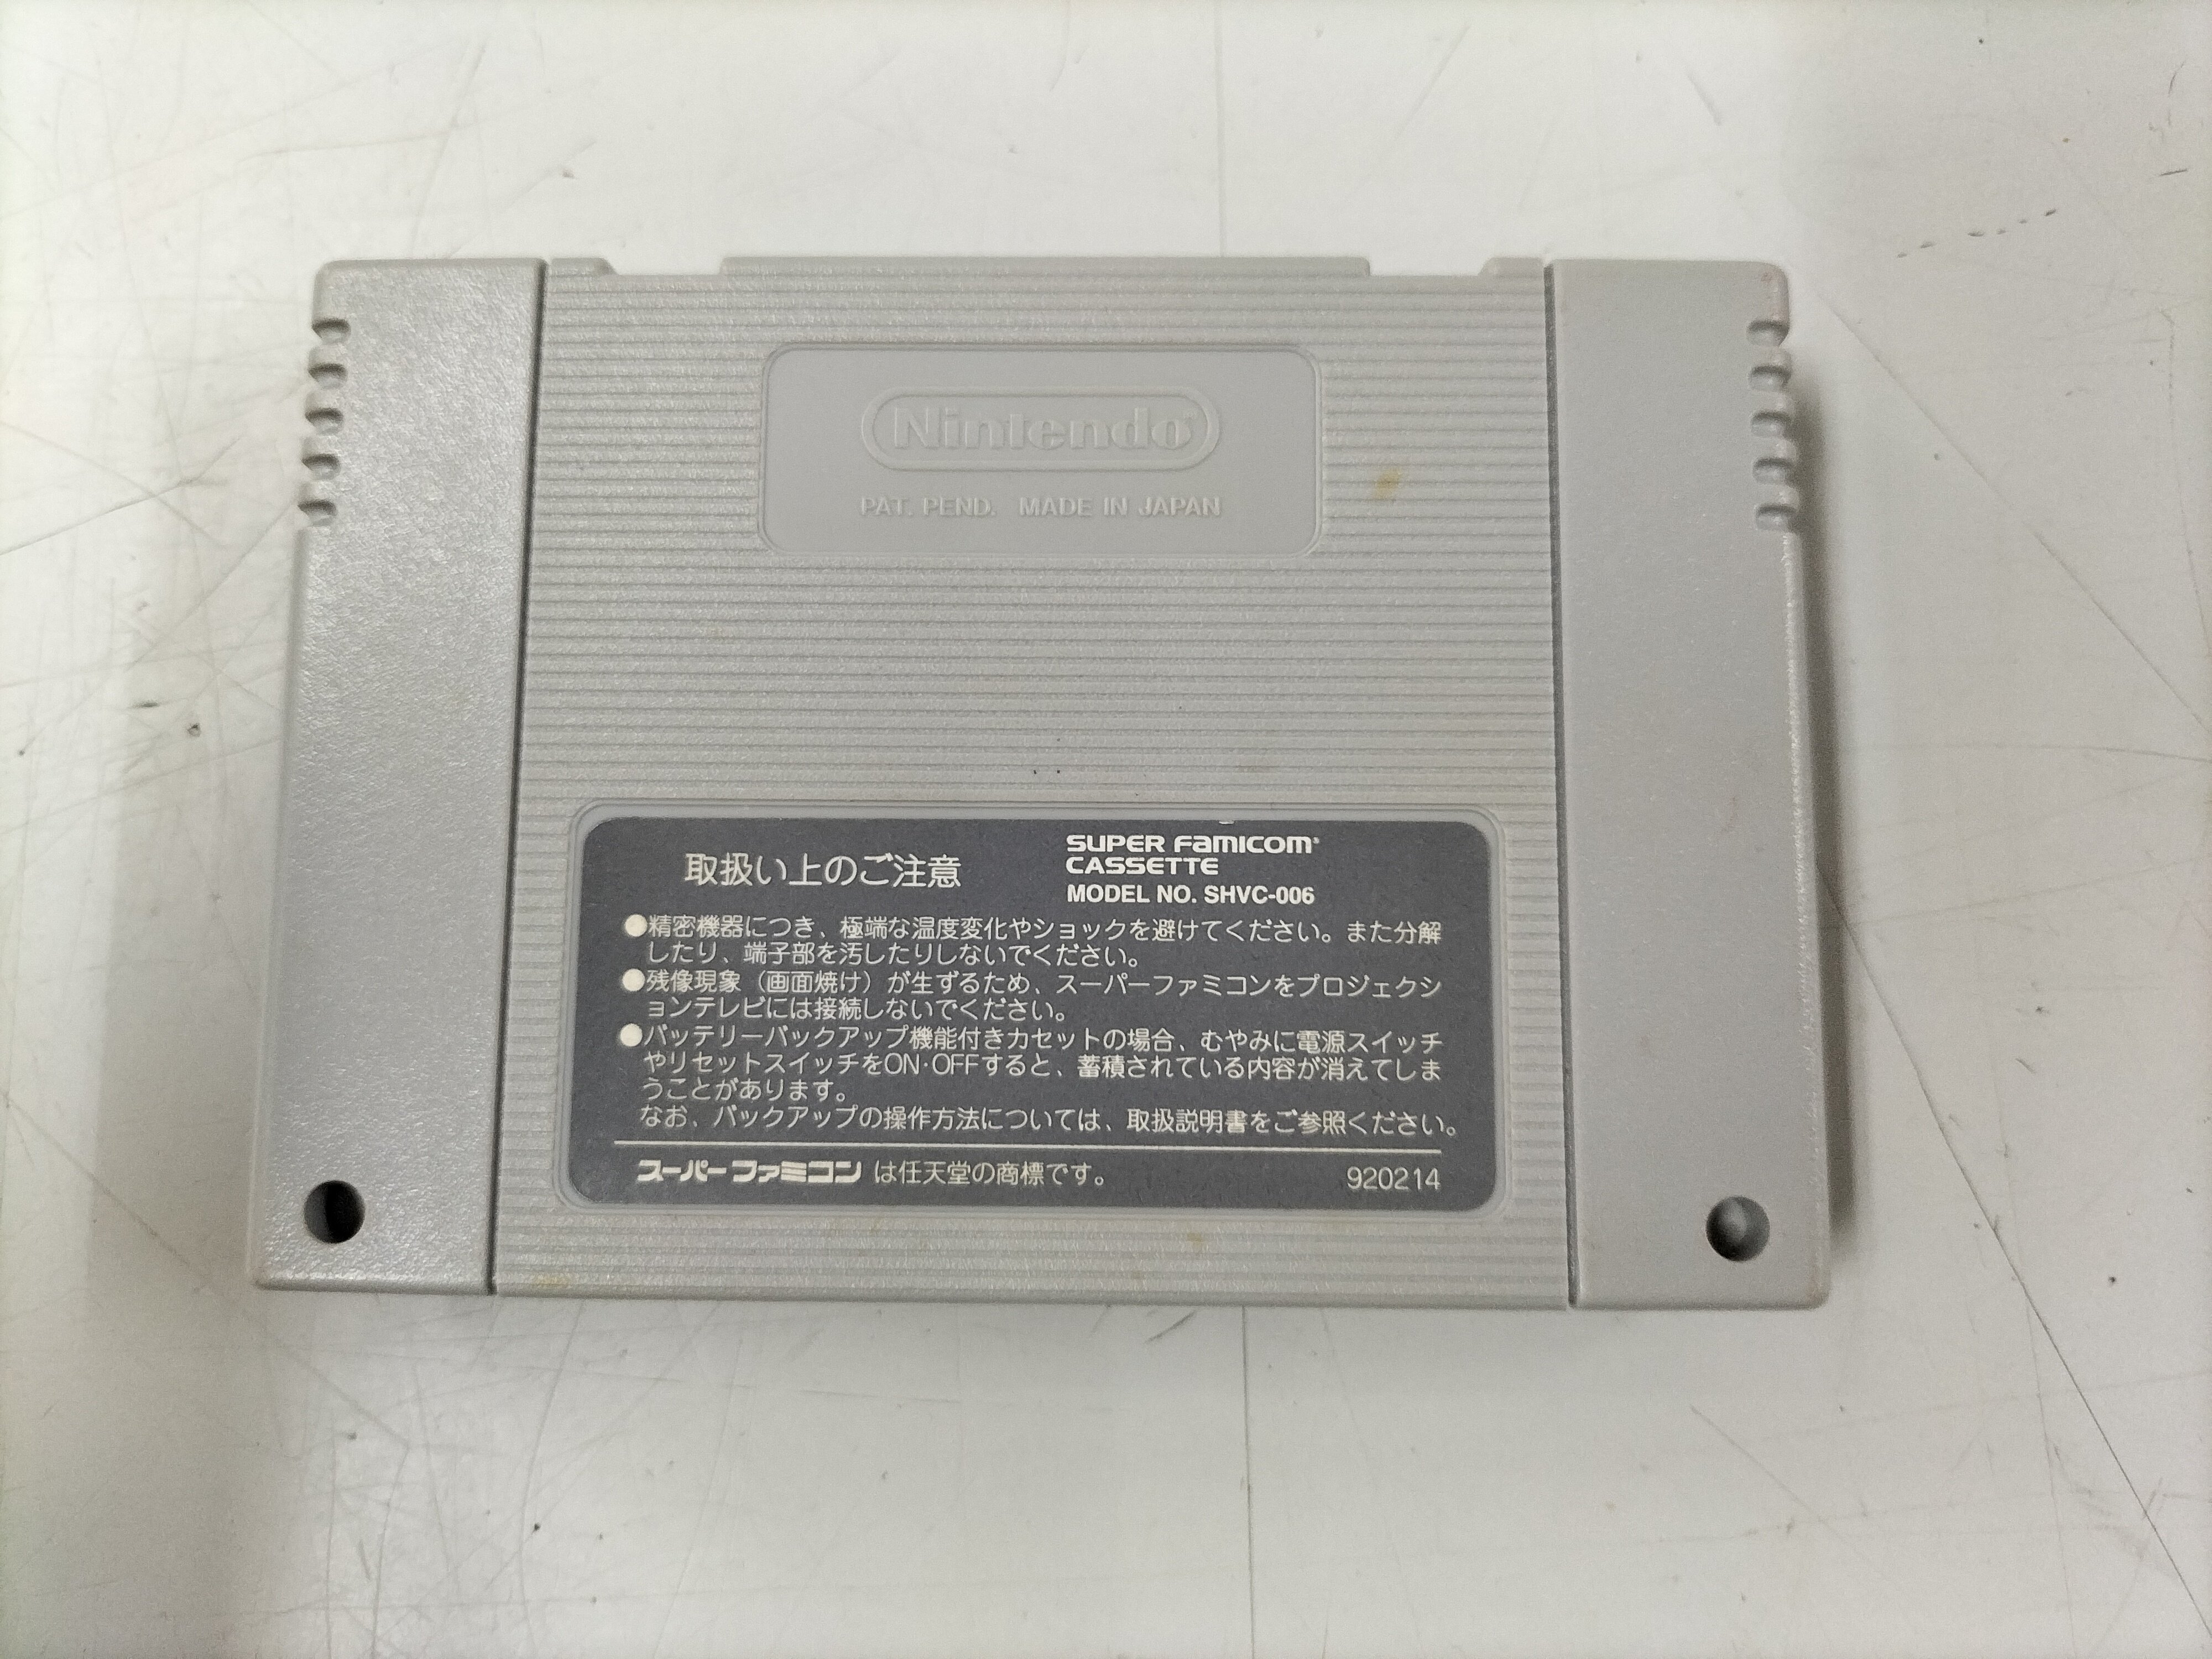 Nintendo
PAT. PEND. MADE IN JAPAN
取扱い上のご注意
SUPER FAMICOM®
CASSETTE
MODEL NO. SHVC-006
●精密機器につき、極端な温度変化やショックを避けてください。また分解
したり、端子部を汚したりしないでください。
●残像現象（画面焼け）が生ずるため、スーパーファミコンをプロジェクシ
ョンテレビには接続しないでください。
●バッテリーバックアップ機能付きカセットの場合、むやみに電源スイッチ
やリセットスイッチをON·OFFすると、蓄積されている内容が消えてしま
うことがあります。
なお、バックアップの操作方法については、取扱説明書をご参照ください。
スーパーファミコン は任天堂の商標です。
920214